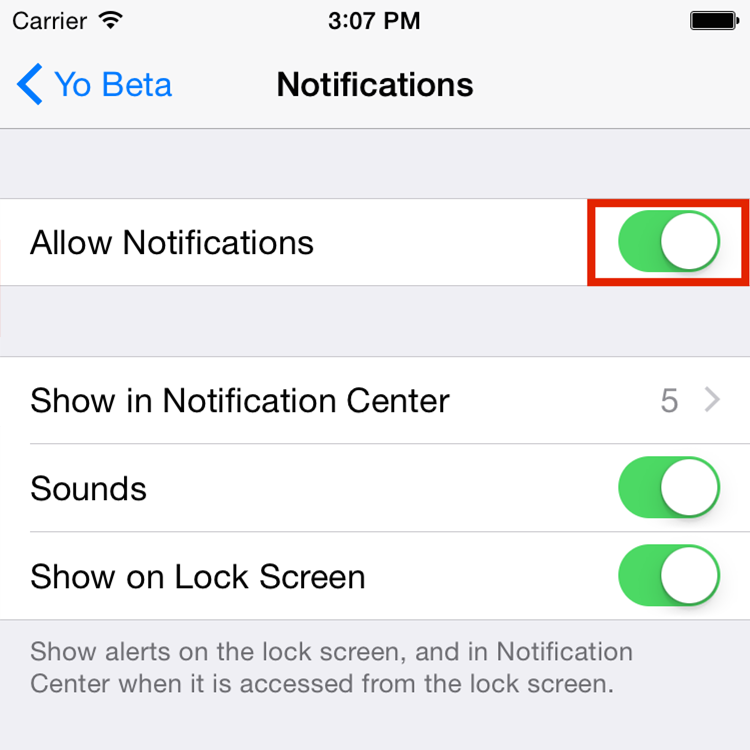 Carrier 3:07 PM
Yo Beta Notifications
Allow Notifications
Show in Notification Center 5
Sounds
Show on Lock Screen
Show alerts on the lock screen, and in Notification
Center when it is accessed from the lock screen.